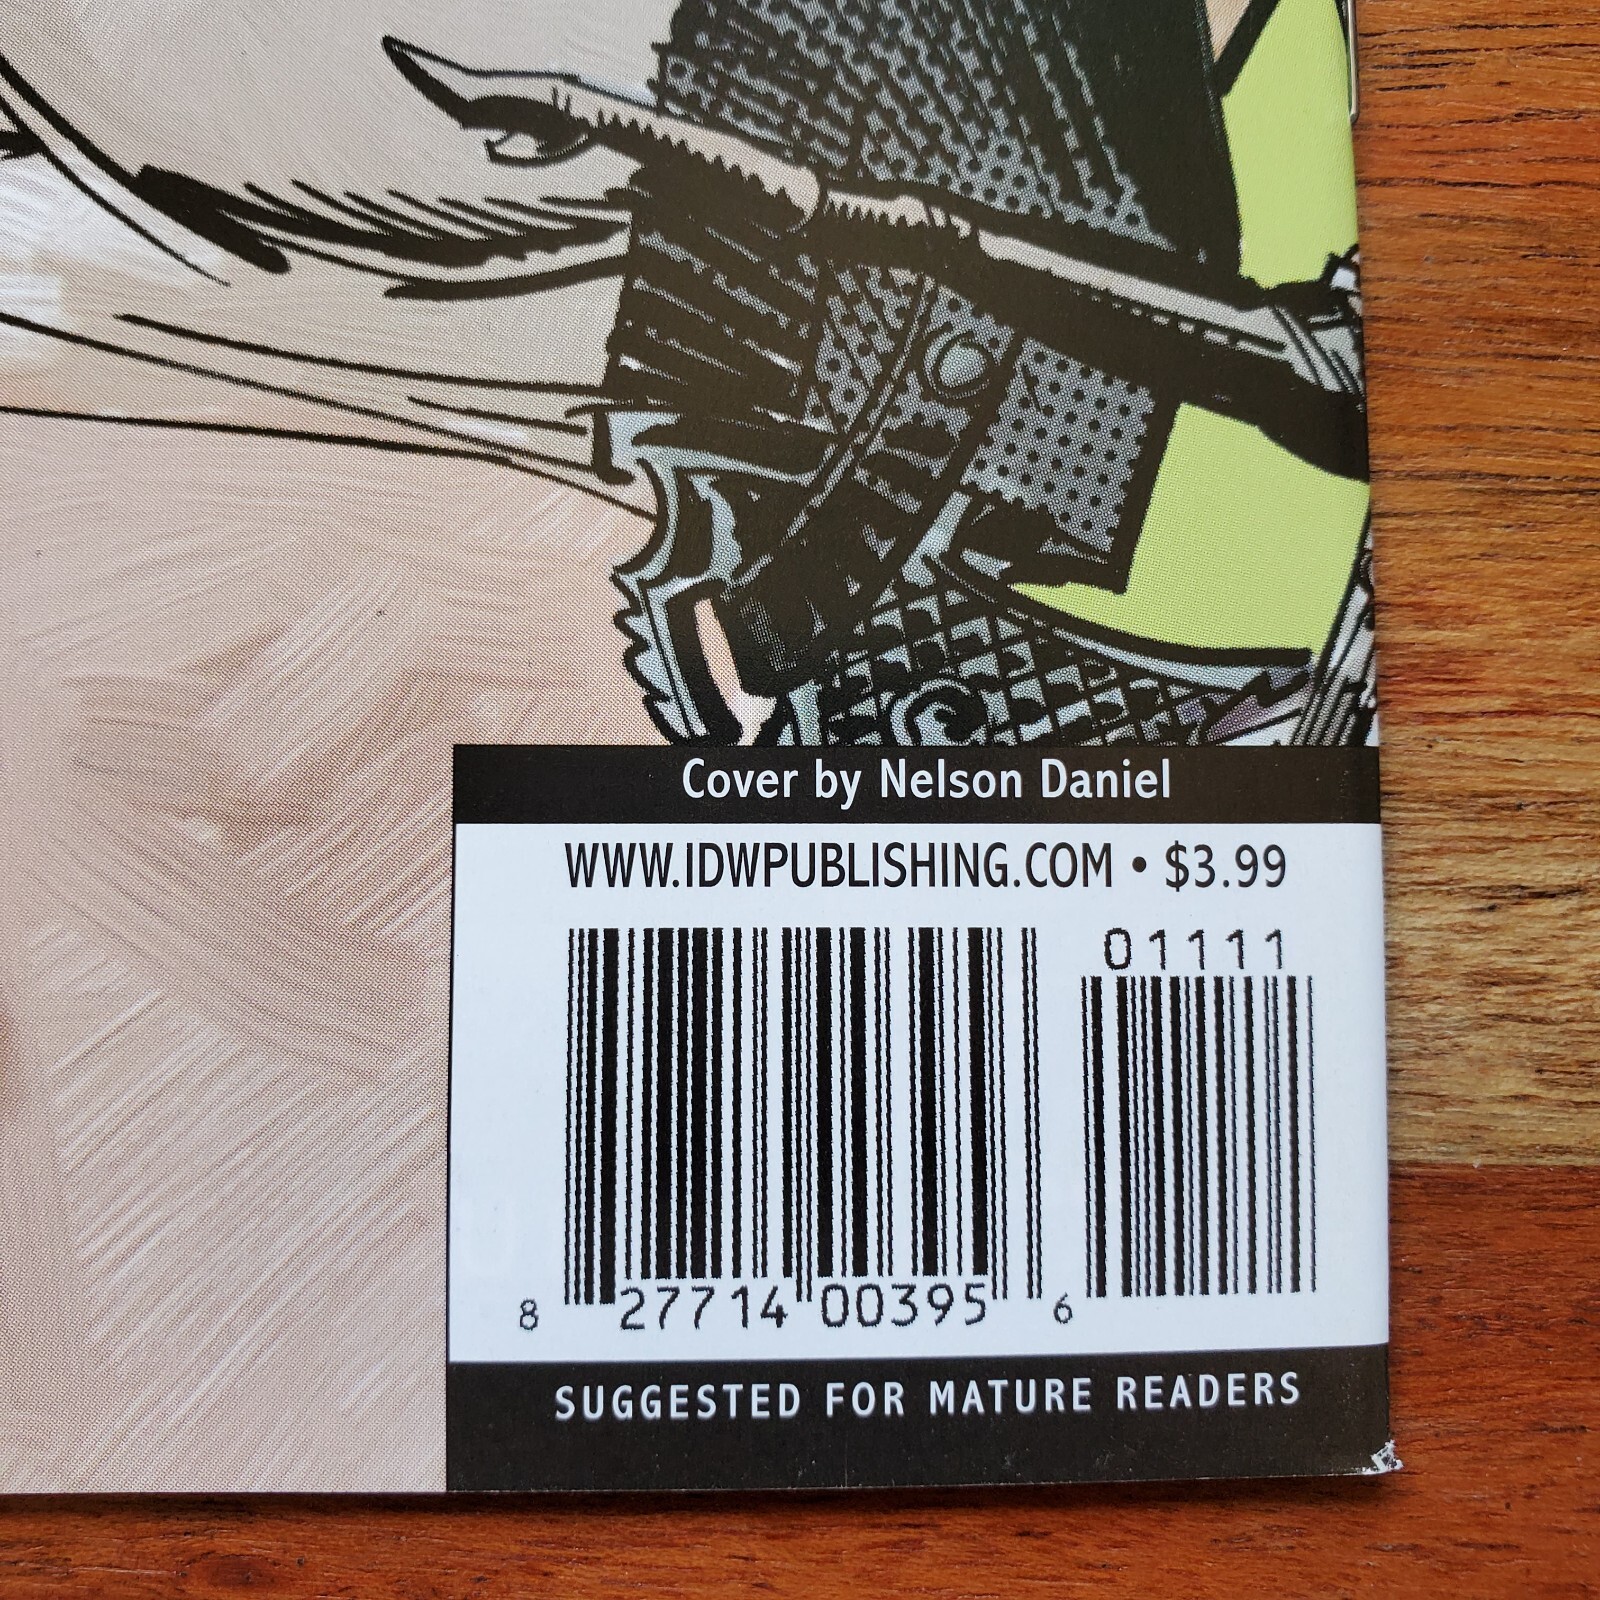 Cover by Nelson Daniel
WWW.IDWPUBLISHING.COM • $3.99
01111
8 27714 00395 6
SUGGESTED FOR MATURE READERS